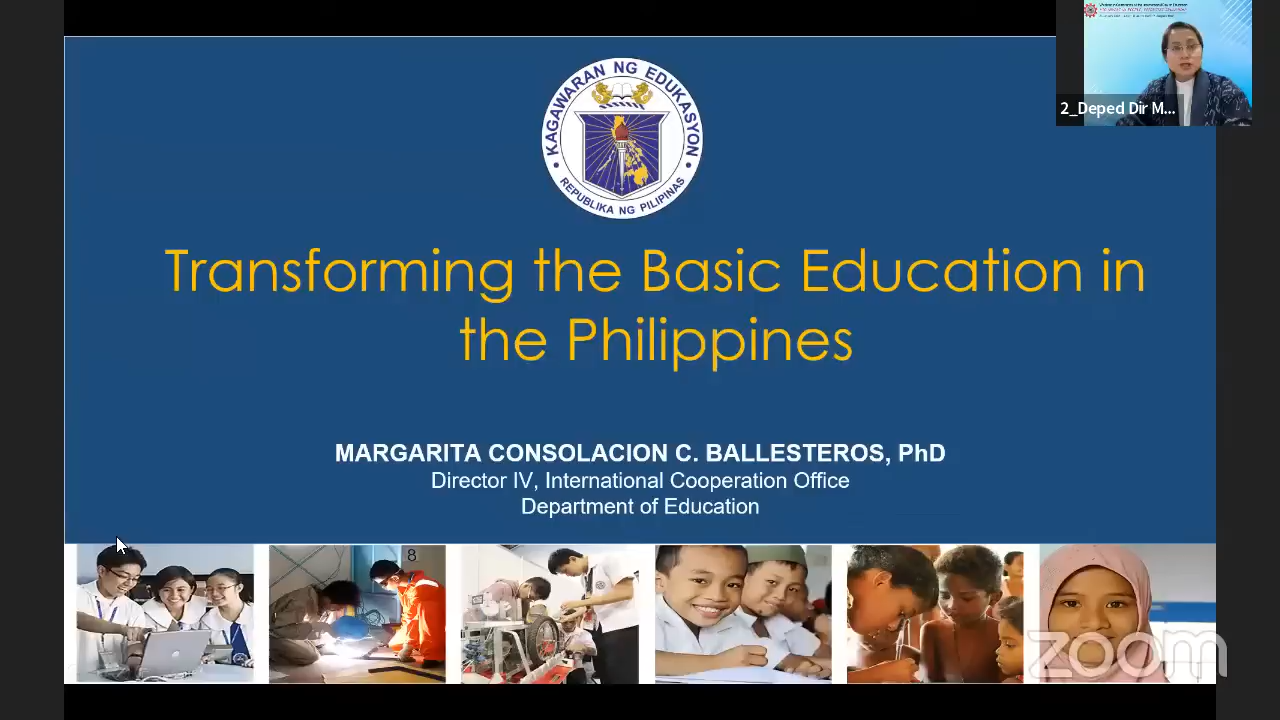 KAGAWARAN NG EDUKASYON
REPUBLIKA NG PILIPINAS
2_Deped Dir M...
Transforming the Basic Education in
the Philippines
MARGARITA CONSOLACION C. BALLESTEROS, PhD
Director IV, International Cooperation Office
Department of Education
8
zoom